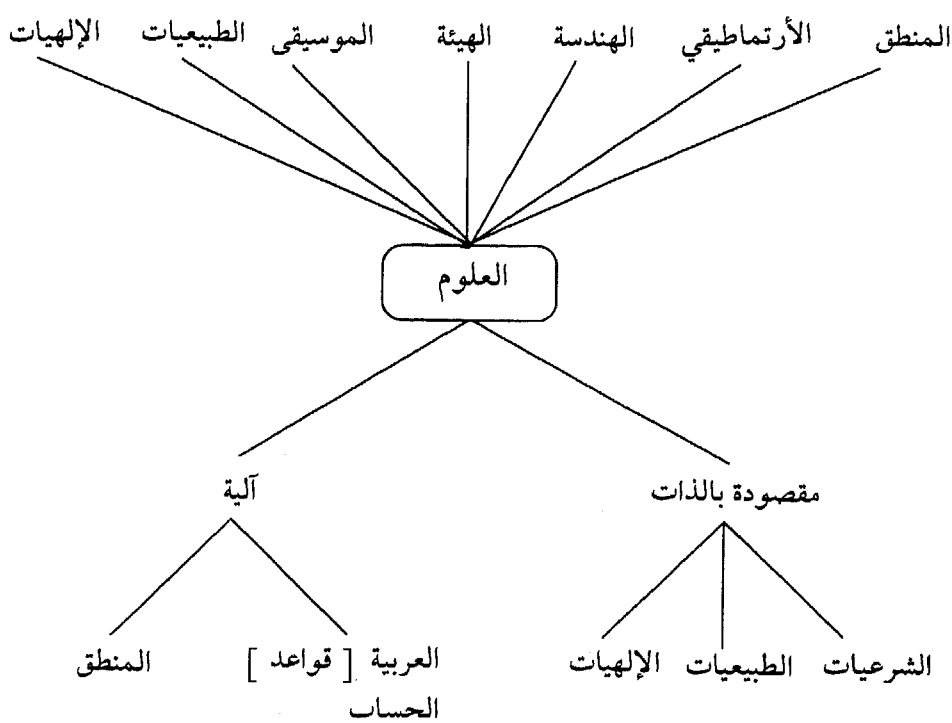 المنطق الأرتماطيقي الهندسة الهيئة الموسيقى الطبيعيات الإلهيات
العلوم
مقصودة بالذات آلية
الشرعيات الطبيعيات الإلهيات العربية [ قواعد ] المنطق
الحساب